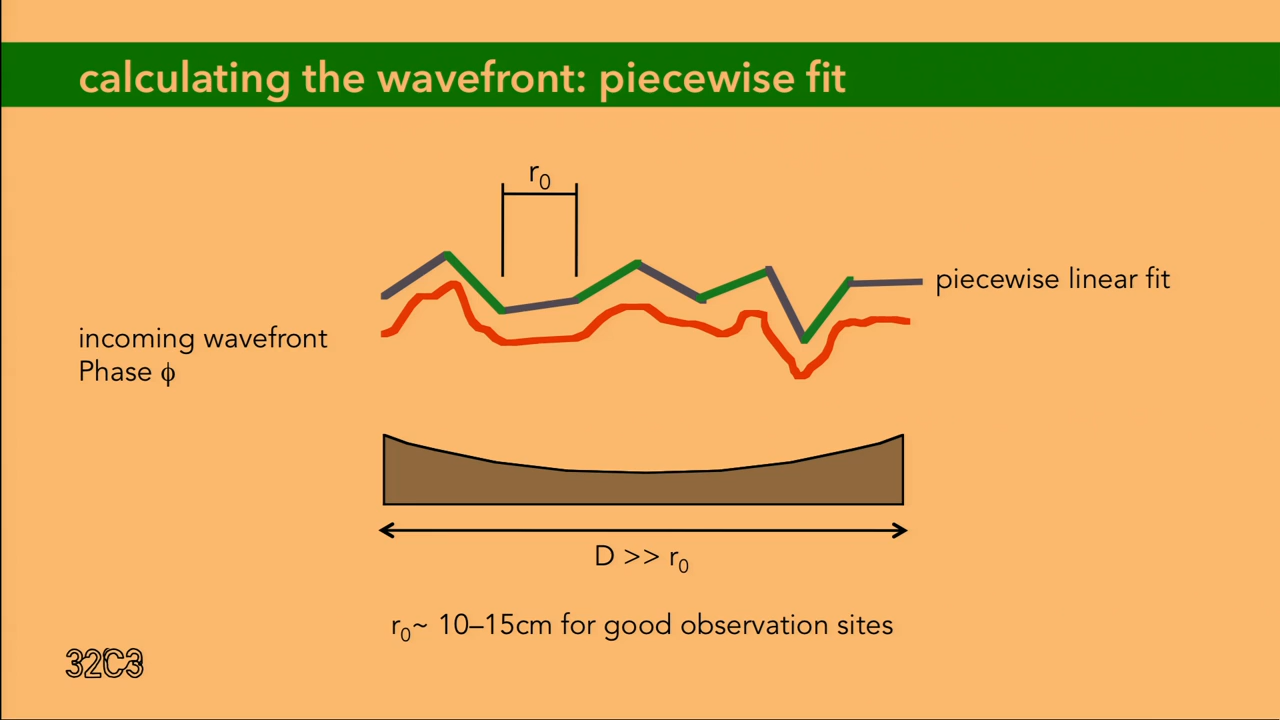 calculating the wavefront: piecewise fit
r₀
piecewise linear fit
incoming wavefront
Phase ϕ
D >> r₀
r₀~ 10–15cm for good observation sites
32C3